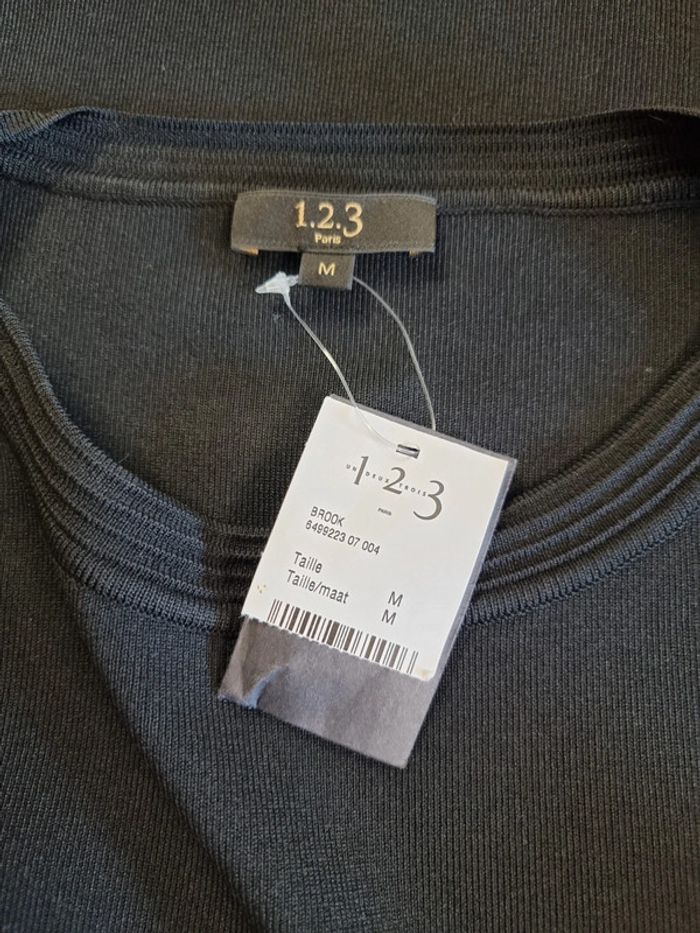 1.2.3
Paris
M
1 2 3
UN DEUX TROIS
PARIS
BROOK
6499223 07 004
Taille M
Taille/maat M